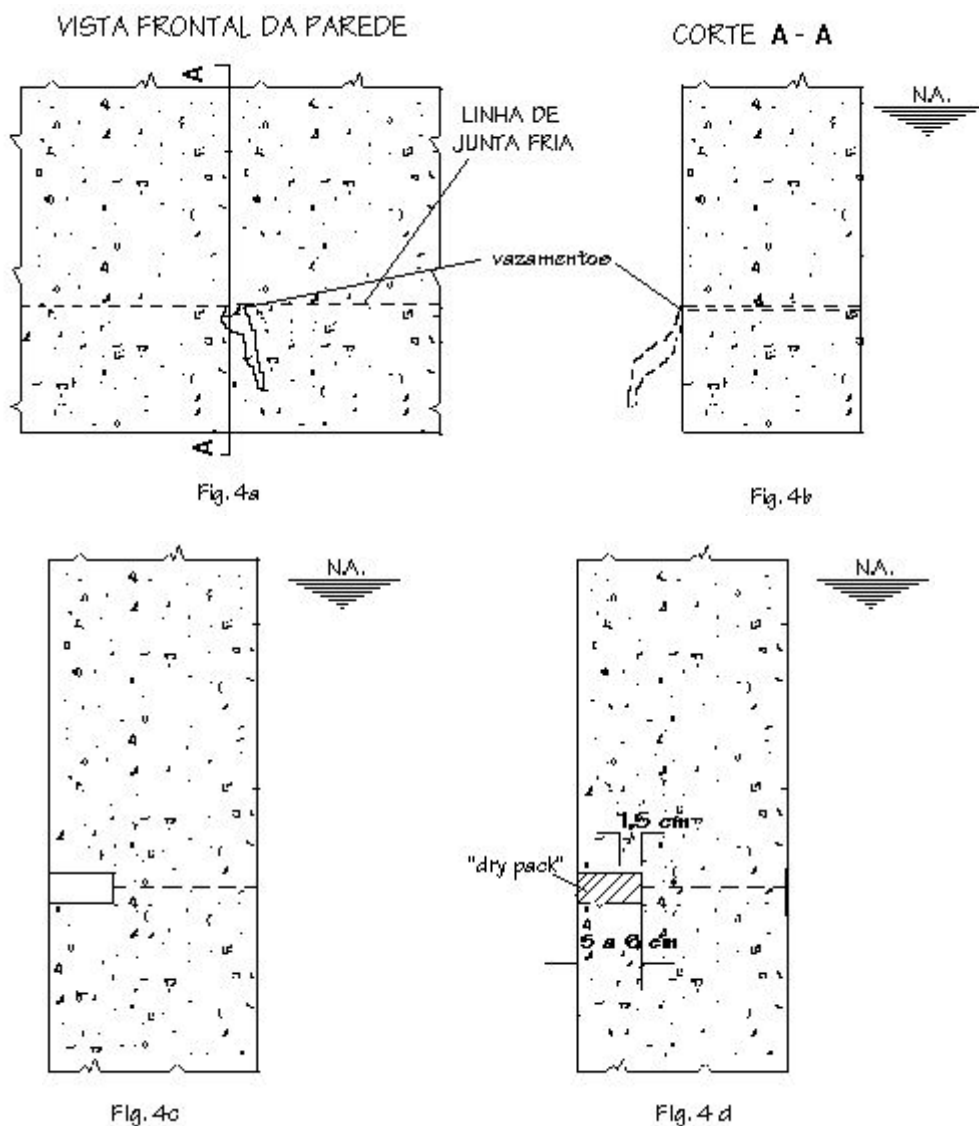 VISTA FRONTAL DA PAREDE
CORTE A - A
A
N.A.
LINHA DE
JUNTA FRIA
vazamentos
A
Fig. 4a
Fig. 4b
N.A.
N.A.
1,5 cm
"dry pack"
5 a 6 cm
Fig. 4c
Fig. 4 d